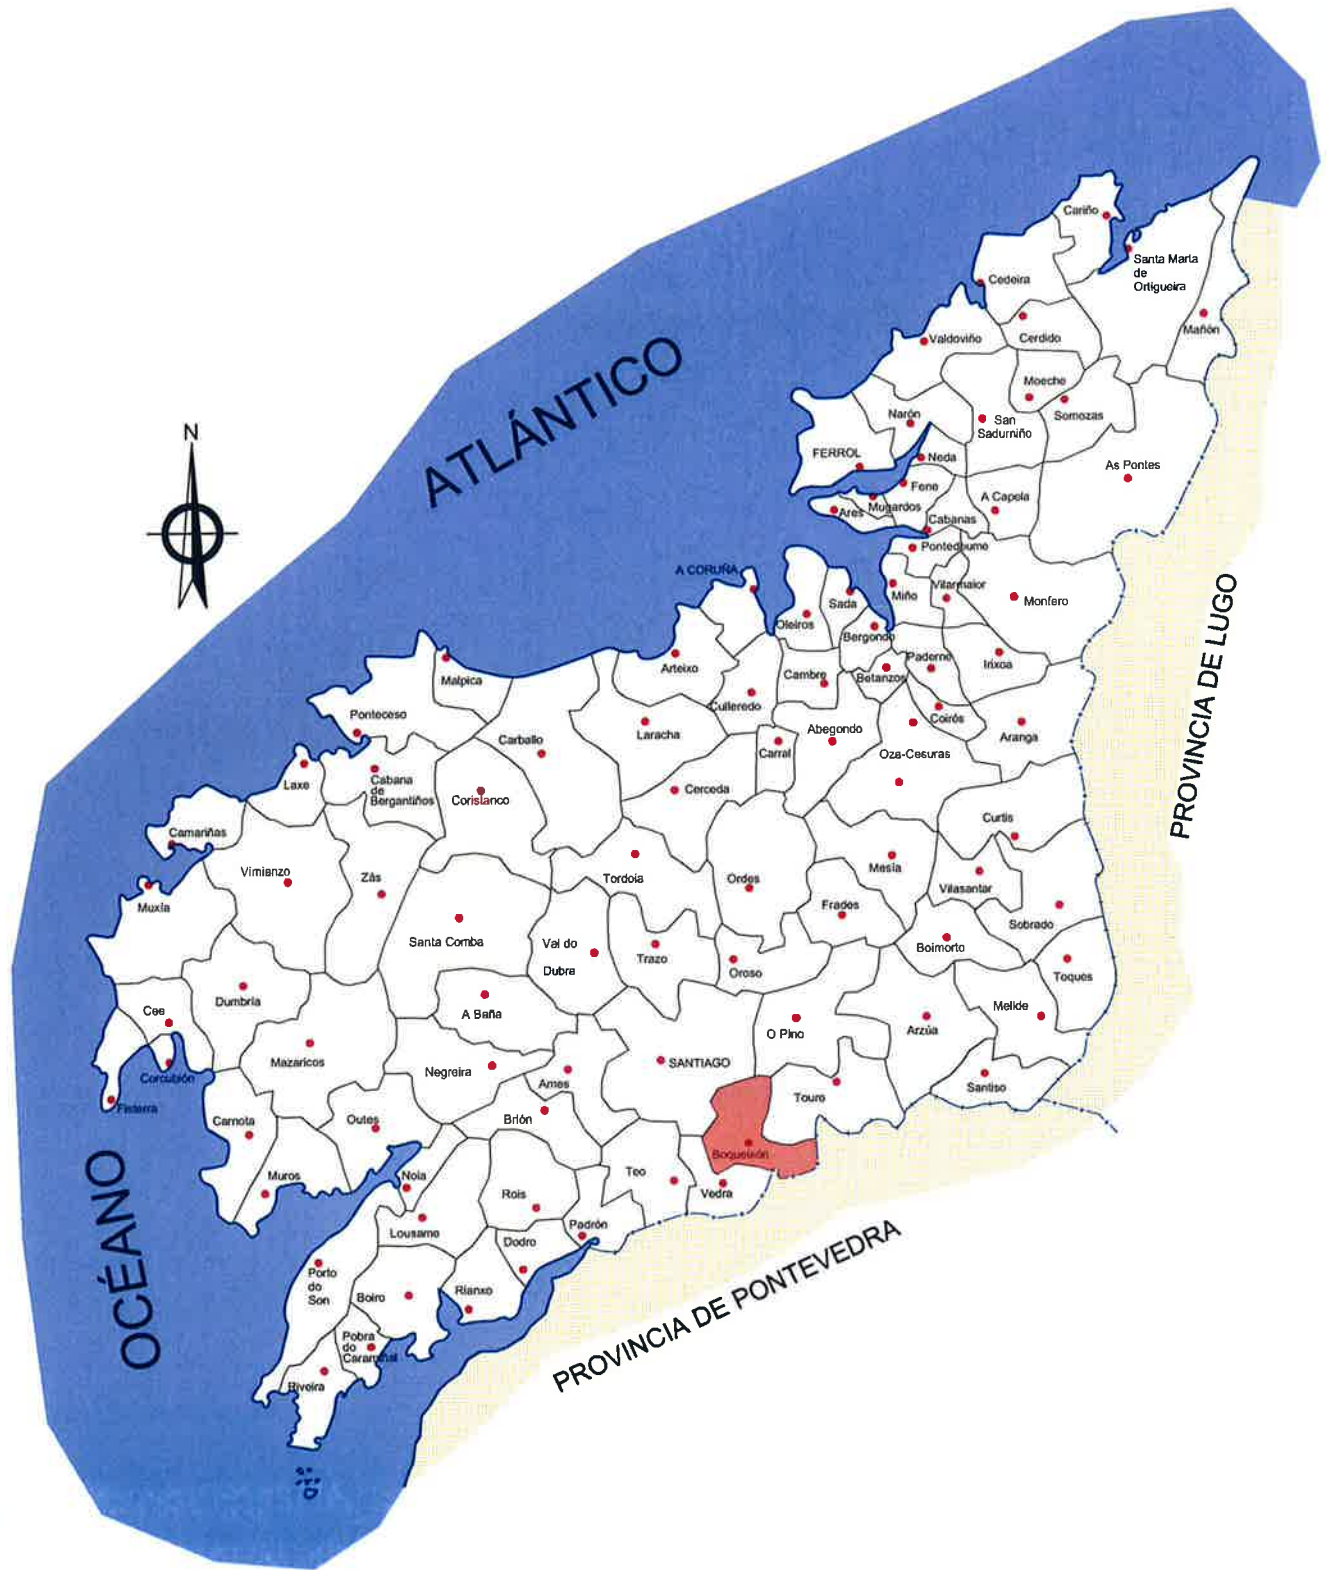 Cariño
Santa Marta
de
Ortigueira
Cedeira
Mañón
Valdoviño
Cerdido
Moeche
Somozas
Narón
San
Sadurniño
FERROL
Neda
As Pontes
Fene
A Capela
Mugardos
Ares
Cabanas
Pontedeume
A CORUÑA
Miño
Vilarmaior
Monfero
Sada
Oleiros
Bergondo
Paderne
Irixoa
Arteixo
Cambre
Betanzos
Malpica
Culleredo
Coirós
Ponteceso
Laracha
Abegondo
Aranga
Carballo
Carral
Oza-Cesuras
Laxe
Cabana
de
Bergantiños
Coristanco
Cerceda
Curtis
Camariñas
Vimianzo
Zás
Tordoia
Ordes
Mesía
Vilasantar
Muxía
Frades
Sobrado
Santa Comba
Val do
Dubra
Trazo
Oroso
Boimorto
Toques
Dumbría
Cee
A Baña
O Pino
Arzúa
Melide
Mazaricos
Negreira
SANTIAGO
Corcubión
Ames
Santiso
Fisterra
Touro
Carnota
Outes
Brión
Boqueixón
Muros
Noia
Teo
Vedra
Rois
Lousame
Padrón
Dodro
Porto
do
Son
Boiro
Rianxo
Pobra
do
Caramiñal
Riveira
N
OCÉANO
ATLÁNTICO
PROVINCIA DE LUGO
PROVINCIA DE PONTEVEDRA